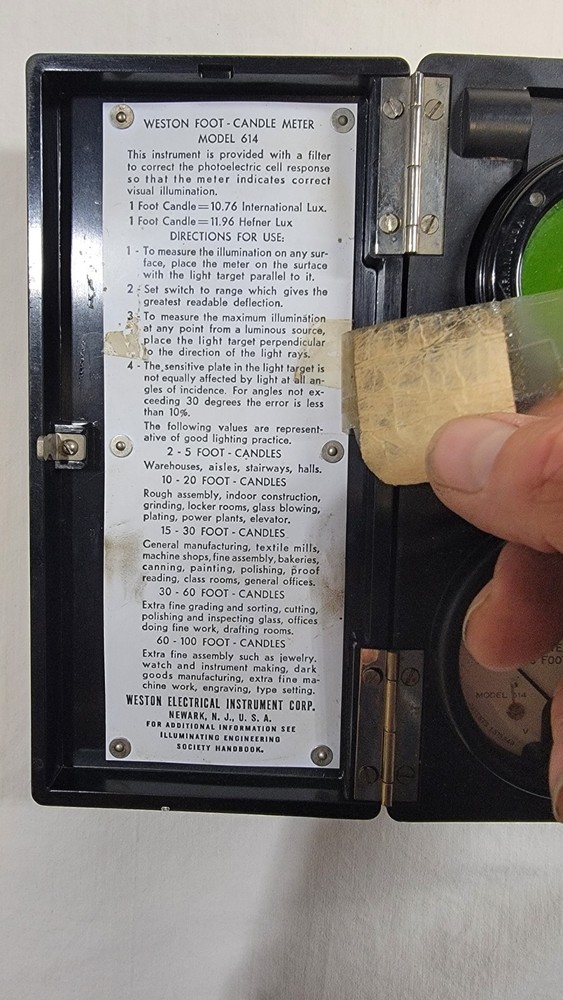 WESTON FOOT-CANDLE METER
MODEL 614
This instrument is provided with a filter
to correct the photoelectric cell response
so that the meter indicates correct
visual illumination.
1 Foot Candle=10.76 International Lux.
1 Foot Candle=11.96 Hefner Lux
DIRECTIONS FOR USE:
1 - To measure the illumination on any sur-
face, place the meter on the surface
with the light target parallel to it.
2 - Set switch to range which gives the
greatest readable deflection.
3 - To measure the maximum illumination
at any point from a luminous source,
place the light target perpendicular
to the direction of the light rays.
4 - The sensitive plate in the light target is
not equally affected by light at all an-
gles of incidence. For angles not ex-
ceeding 30 degrees the error is less
than 10%.
The following values are represent-
ative of good lighting practice.
2 - 5 FOOT - CANDLES
Warehouses, aisles, stairways, halls.
10 - 20 FOOT - CANDLES
Rough assembly, indoor construction,
grinding, locker rooms, glass blowing,
plating, power plants, elevator.
15 - 30 FOOT - CANDLES
General manufacturing, textile mills,
machine shops, fine assembly, bakeries,
canning, painting, polishing, proof
reading, class rooms, general offices.
30 - 60 FOOT - CANDLES
Extra fine grading and sorting, cutting,
polishing and inspecting glass, offices
doing fine work, drafting rooms.
60 - 100 FOOT - CANDLES
Extra fine assembly such as jewelry.
watch and instrument making, dark
goods manufacturing, extra fine ma-
chine work, engraving, type setting.
WESTON ELECTRICAL INSTRUMENT CORP.
NEWARK, N. J., U. S. A.
FOR ADDITIONAL INFORMATION SEE
ILLUMINATING ENGINEERING
SOCIETY HANDBOOK.
MODEL 614